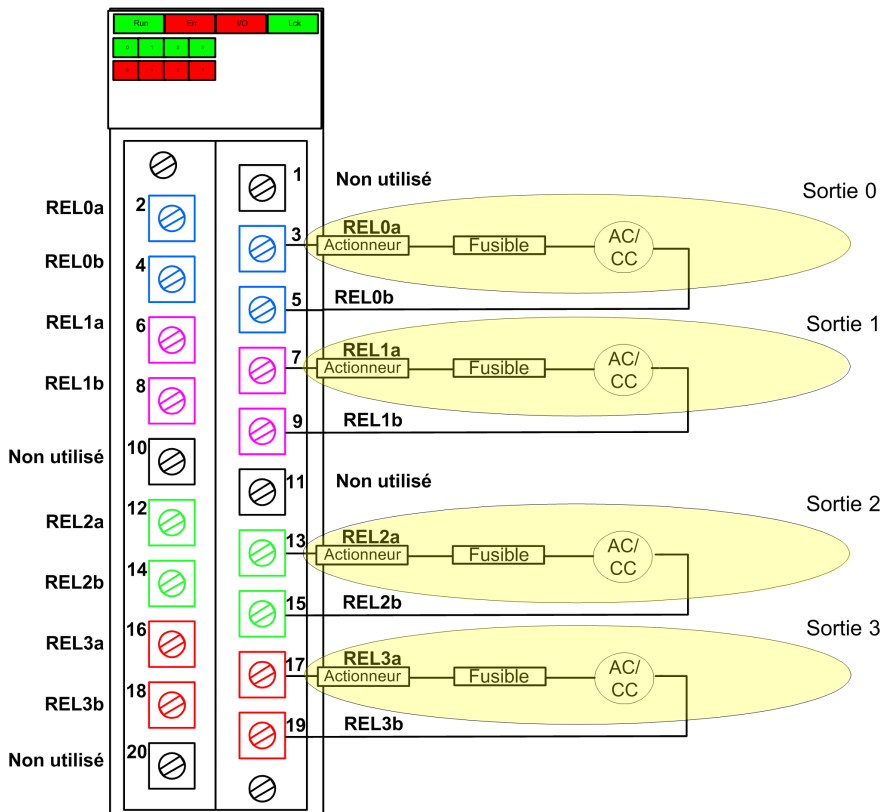 Run Err I/O Lck
0 1 2 3
Non utilisé
1
Sortie 0
REL0a
2
3
REL0a
Actionneur
Fusible
AC/
CC
REL0b
4
5
REL0b
Sortie 1
REL1a
6
7
REL1a
Actionneur
Fusible
AC/
CC
REL1b
8
9
REL1b
Non utilisé
10
11
Non utilisé
Sortie 2
REL2a
12
13
REL2a
Actionneur
Fusible
AC/
CC
REL2b
14
15
REL2b
Sortie 3
REL3a
16
17
REL3a
Actionneur
Fusible
AC/
CC
REL3b
18
19
REL3b
Non utilisé
20